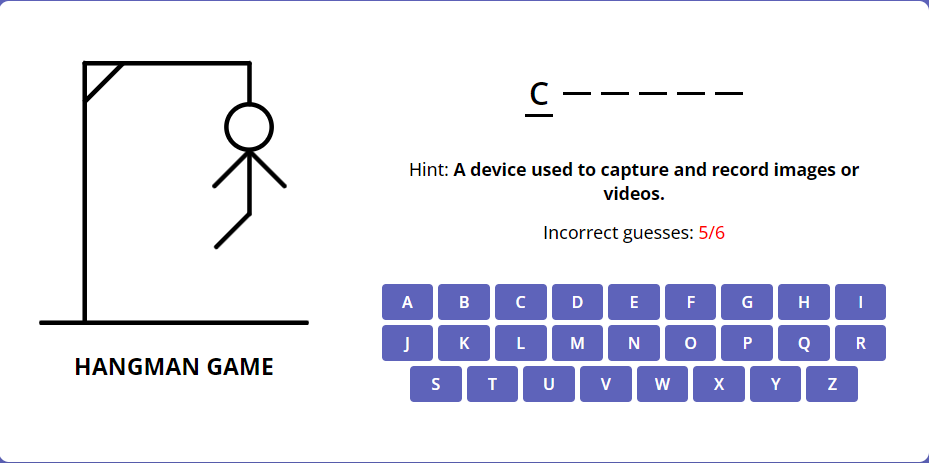 C _ _ _ _ _
Hint: A device used to capture and record images or
videos.
Incorrect guesses: 5/6
A B C D E F G H I
J K L M N O P Q R
S T U V W X Y Z
HANGMAN GAME